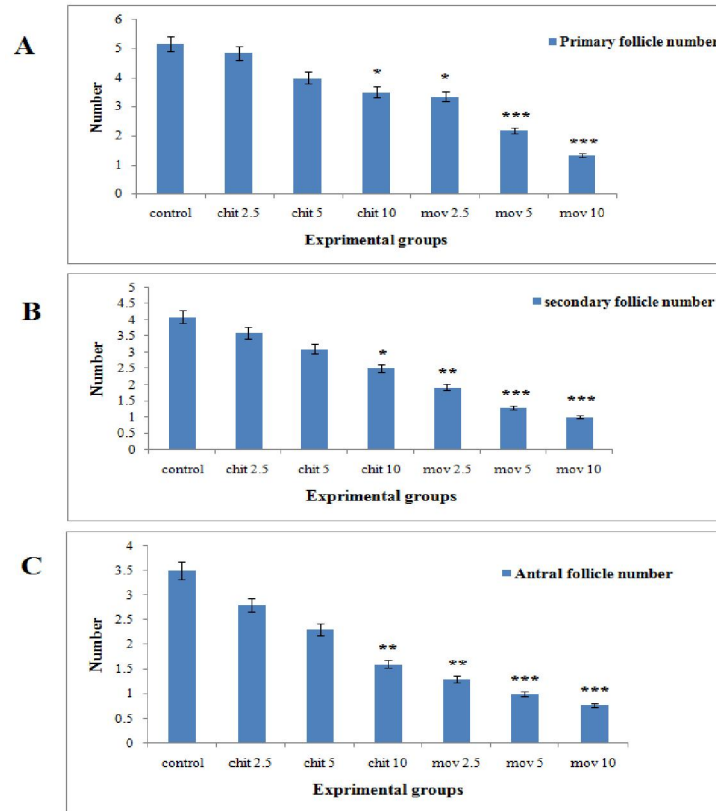 A
Primary follicle number
6
5
4
3
2
1
0
Number
* * *** ***
control chit 2.5 chit 5 chit 10 mov 2.5 mov 5 mov 10
Exprimental groups
B
secondary follicle number
5
4.5
4
3.5
3
2.5
2
1.5
1
0.5
0
Number
* ** *** ***
control chit 2.5 chit 5 chit 10 mov 2.5 mov 5 mov 10
Exprimental groups
C
Antral follicle number
4
3.5
3
2.5
2
1.5
1
0.5
0
Number
** ** *** ***
control chit 2.5 chit 5 chit 10 mov 2.5 mov 5 mov 10
Exprimental groups